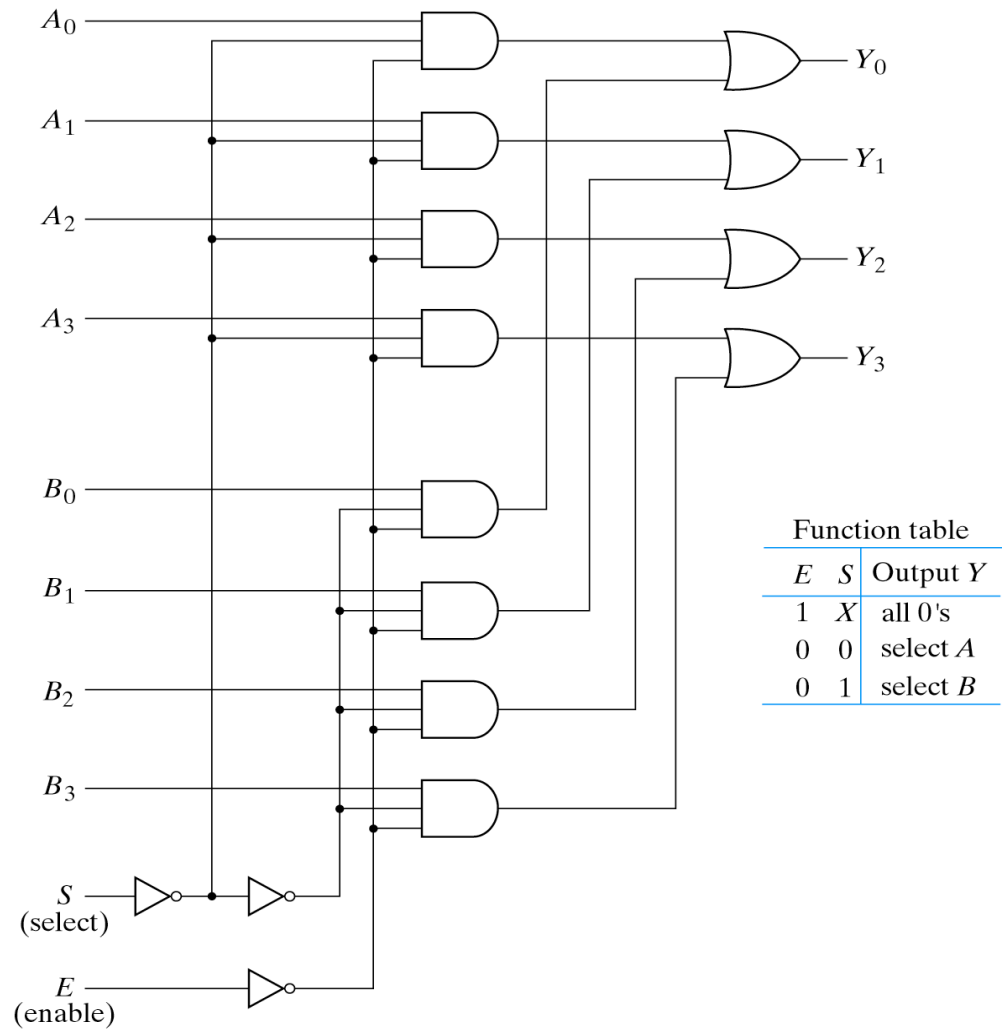 A0
Y0
A1
Y1
A2
Y2
A3
Y3
B0
Function table
E S Output Y
B1
1 X all 0's
0 0 select A
B2
0 1 select B
B3
S
(select)
E
(enable)